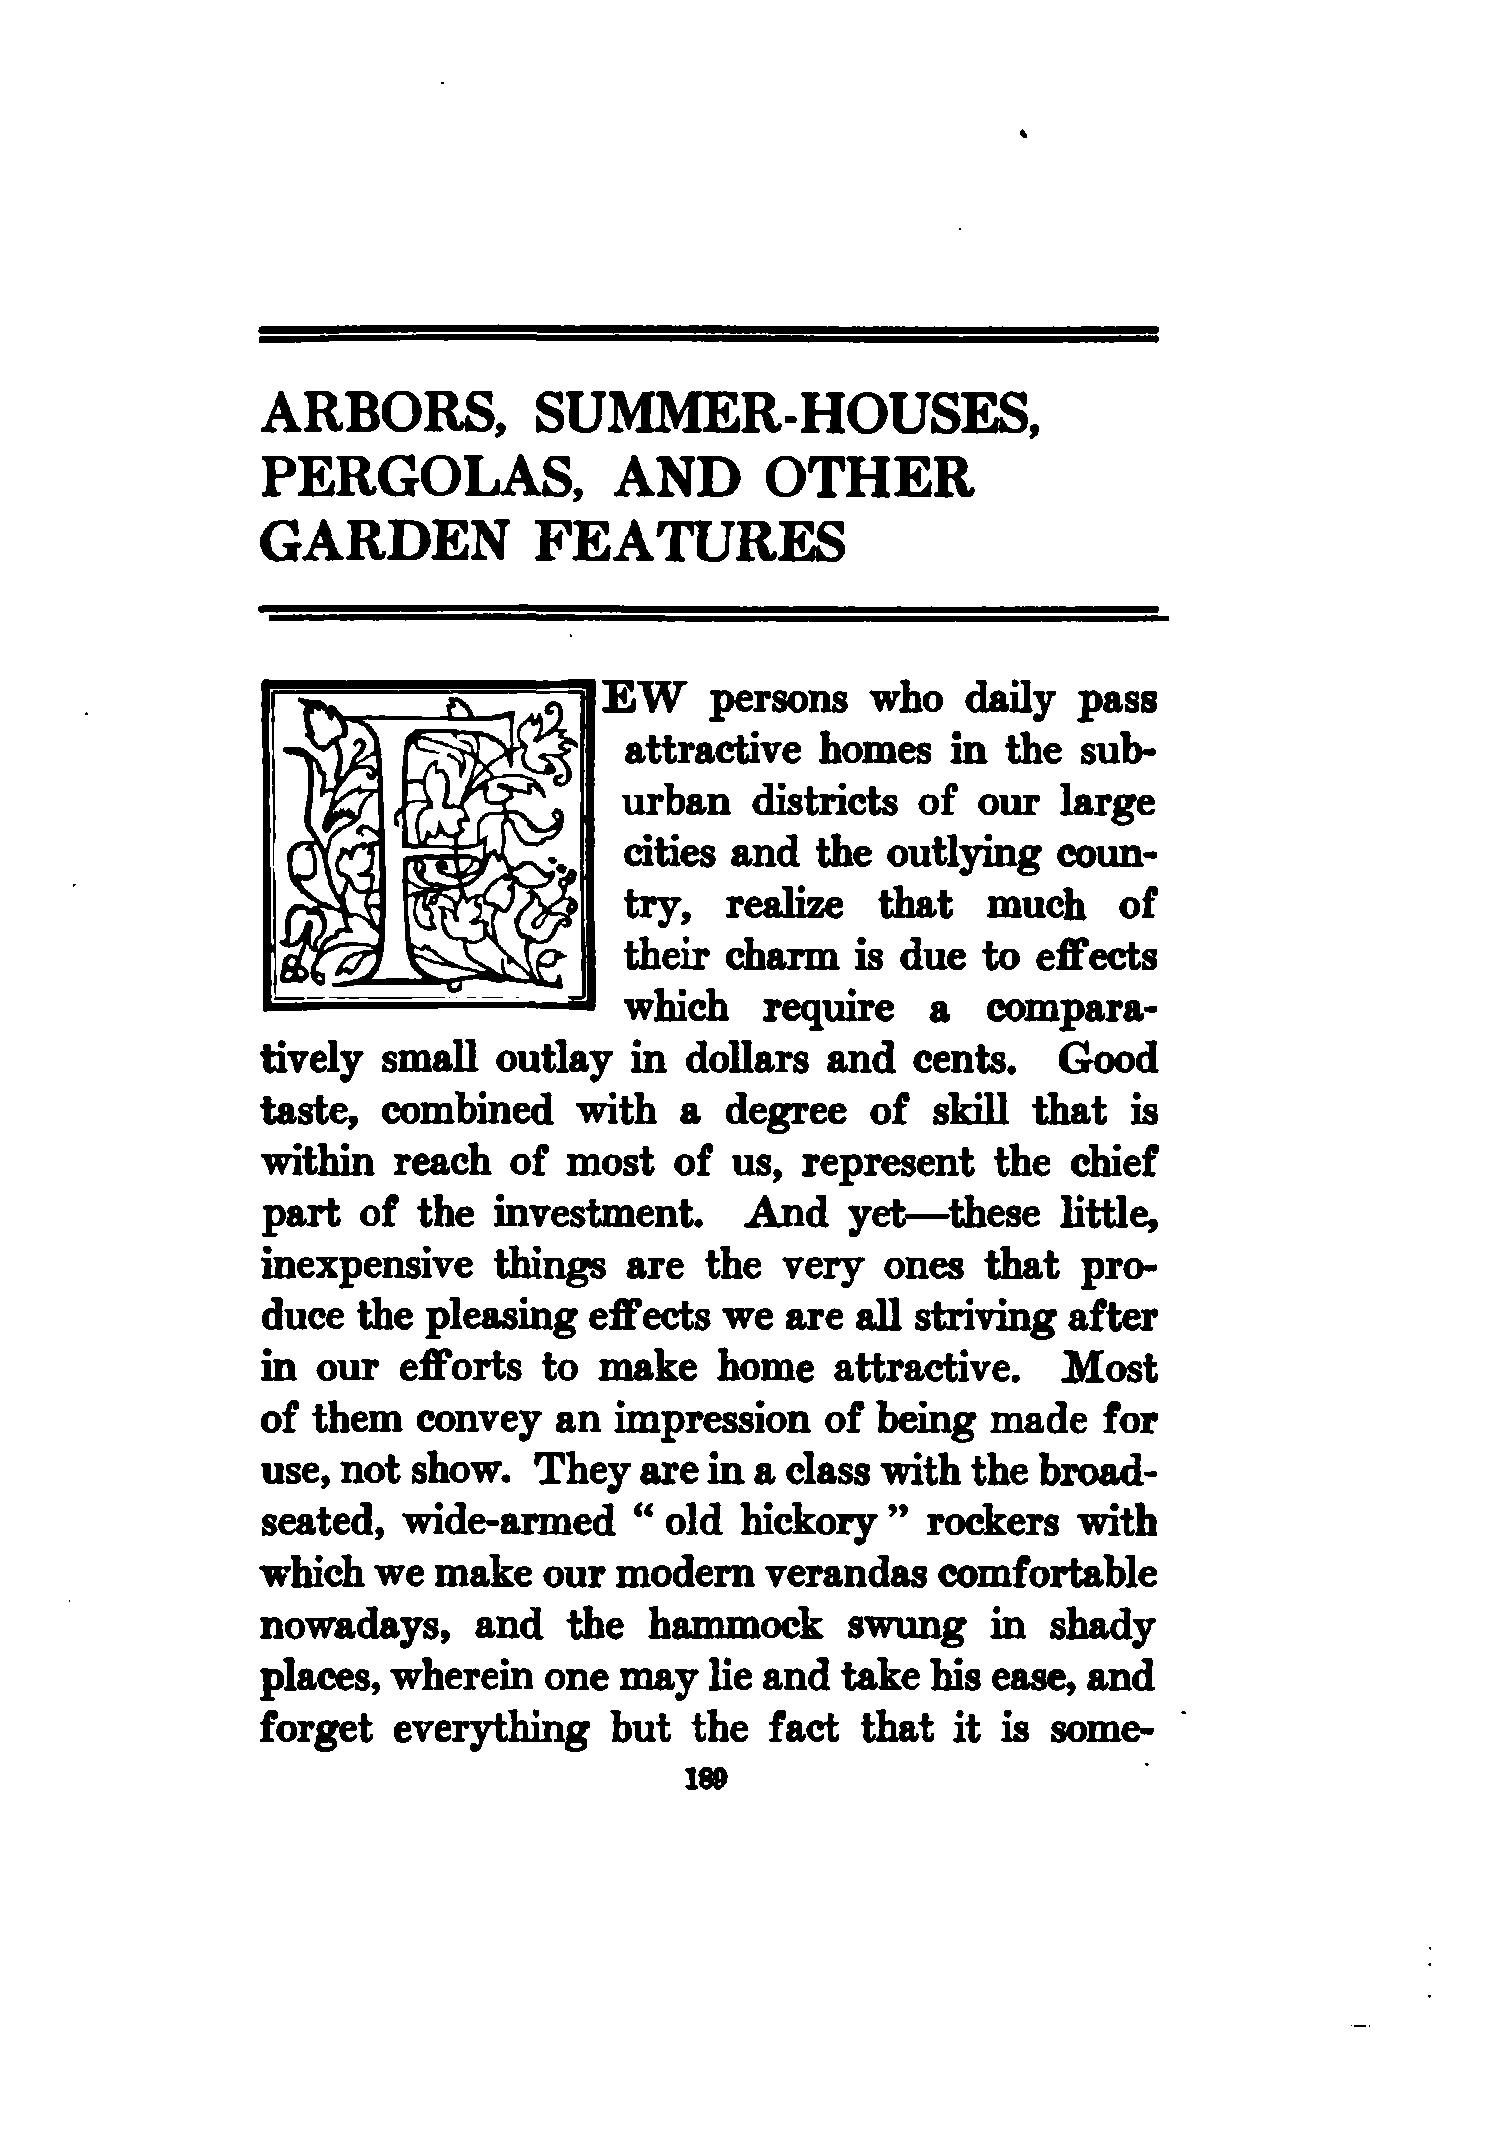 ARBORS, SUMMER-HOUSES,
PERGOLAS, AND OTHER
GARDEN FEATURES
FEW persons who daily pass
attractive homes in the sub-
urban districts of our large
cities and the outlying coun-
try, realize that much of
their charm is due to effects
which require a compara-
tively small outlay in dollars and cents. Good
taste, combined with a degree of skill that is
within reach of most of us, represent the chief
part of the investment. And yet—these little,
inexpensive things are the very ones that pro-
duce the pleasing effects we are all striving after
in our efforts to make home attractive. Most
of them convey an impression of being made for
use, not show. They are in a class with the broad-
seated, wide-armed “ old hickory ” rockers with
which we make our modern verandas comfortable
nowadays, and the hammock swung in shady
places, wherein one may lie and take his ease, and
forget everything but the fact that it is some-
189